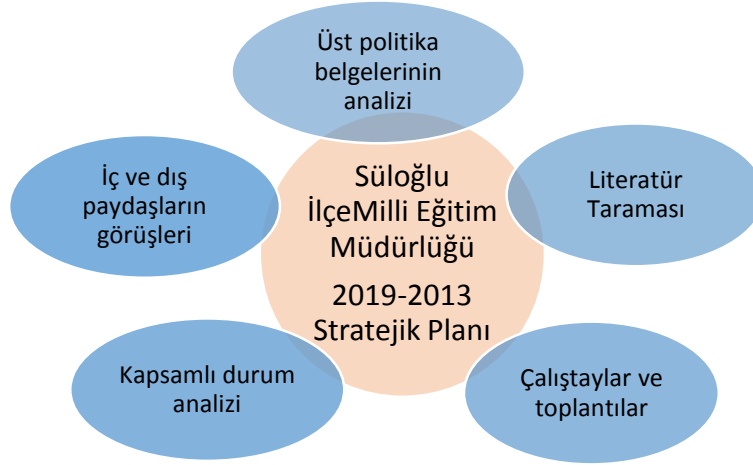 Üst politika
belgelerinin
analizi
İç ve dış
paydaşların
görüşleri
Süloğlu
İlçeMilli Eğitim
Müdürlüğü
2019-2013
Stratejik Planı
Literatür
Taraması
Kapsamlı durum
analizi
Çalıştaylar ve
toplantılar